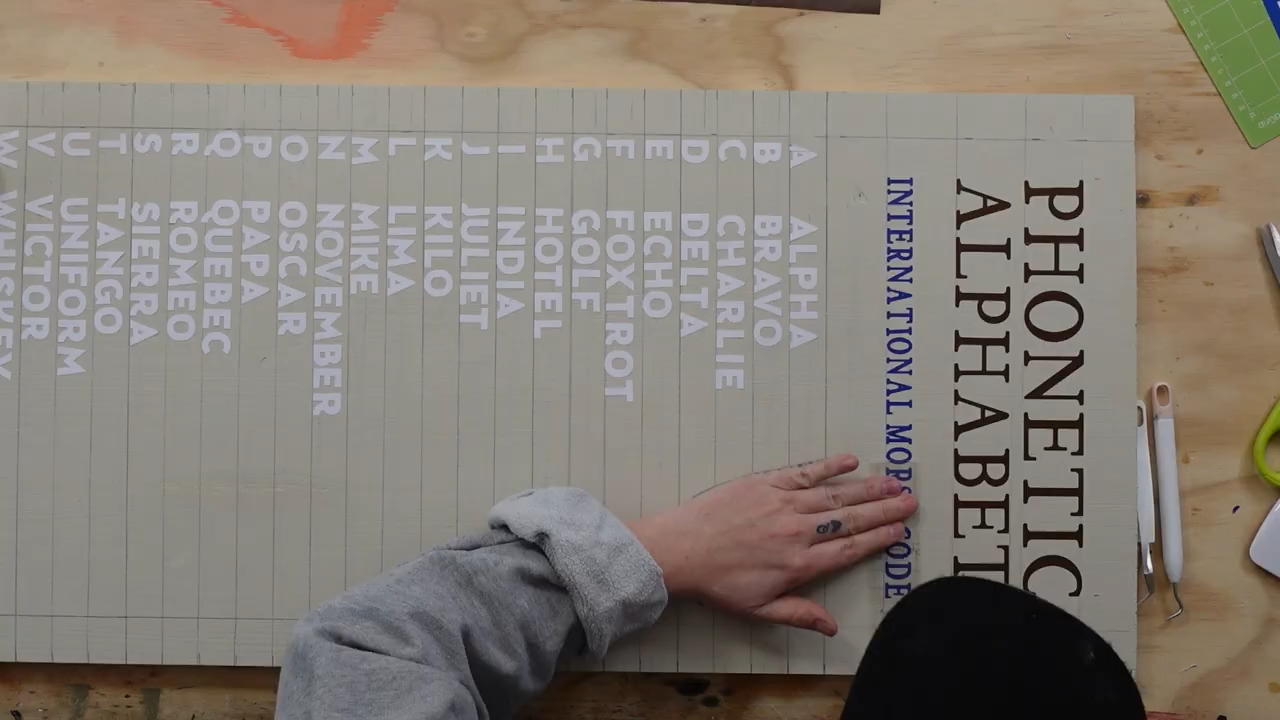 PHONETIC
ALPHABET
INTERNATIONAL MORSE CODE
A ALPHA
B BRAVO
C CHARLIE
D DELTA
E ECHO
F FOXTROT
G GOLF
H HOTEL
I INDIA
J JULIET
K KILO
L LIMA
M MIKE
N NOVEMBER
O OSCAR
P PAPA
Q QUEBEC
R ROMEO
S SIERRA
T TANGO
U UNIFORM
V VICTOR
W WHISKEY